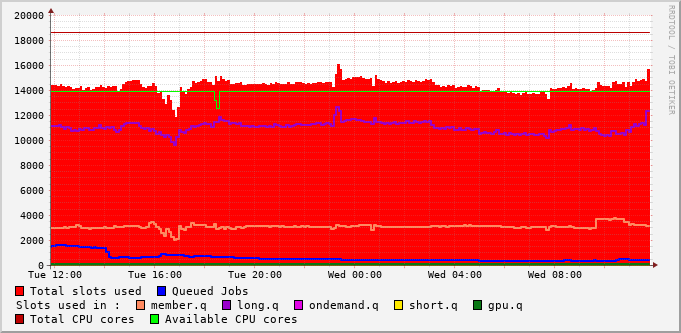 20000
18000
16000
14000
12000
10000
8000
6000
4000
2000
0
Tue 12:00 Tue 16:00 Tue 20:00 Wed 00:00 Wed 04:00 Wed 08:00
Total slots used Queued Jobs
Slots used in : member.q long.q ondemand.q short.q gpu.q
Total CPU cores Available CPU cores
RRDTOOL / TOBI OETIKER